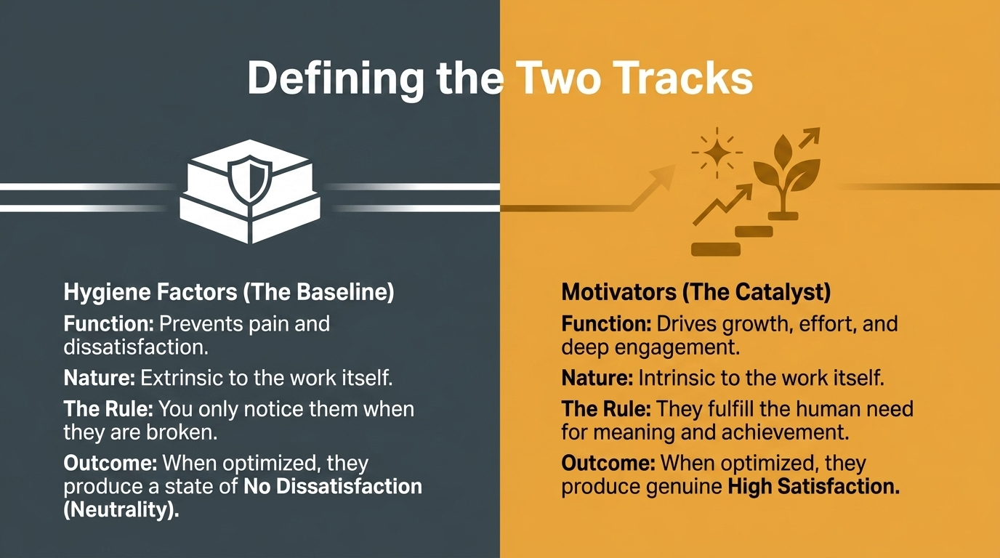 Defining the Two Tracks
Hygiene Factors (The Baseline)
Function: Prevents pain and
dissatisfaction.
Nature: Extrinsic to the work itself.
The Rule: You only notice them when
they are broken.
Outcome: When optimized, they
produce a state of No Dissatisfaction
(Neutrality).
Motivators (The Catalyst)
Function: Drives growth, effort, and
deep engagement.
Nature: Intrinsic to the work itself.
The Rule: They fulfill the human need
for meaning and achievement.
Outcome: When optimized, they
produce genuine High Satisfaction.